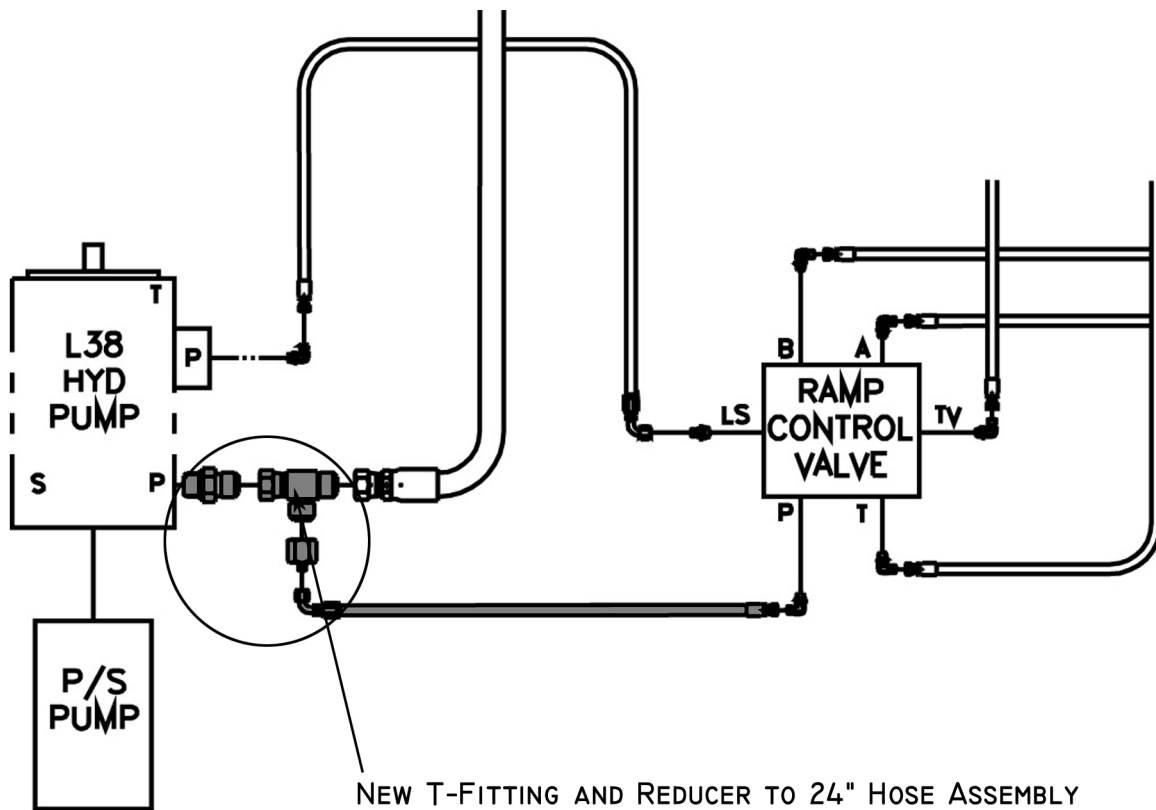 T
L38
HYD
PUMP
P
S
P
P/S
PUMP
B
A
LS
RAMP
CONTROL
VALVE
TV
P
T
NEW T-FITTING AND REDUCER TO 24" HOSE ASSEMBLY